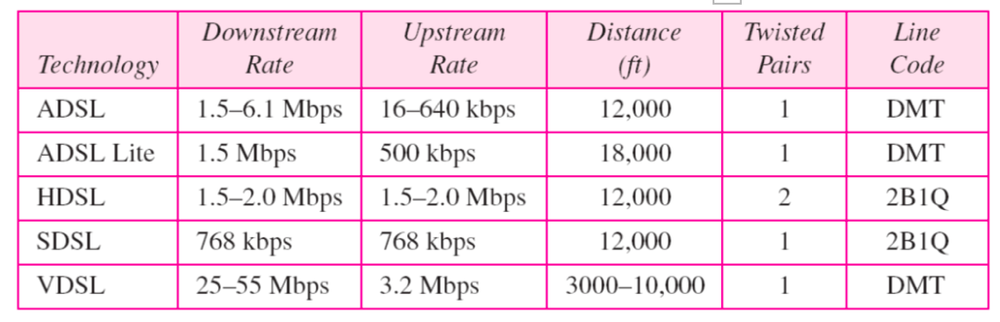 Technology Downstream Rate Upstream Rate Distance (ft) Twisted Pairs Line Code
ADSL 1.5–6.1 Mbps 16–640 kbps 12,000 1 DMT
ADSL Lite 1.5 Mbps 500 kbps 18,000 1 DMT
HDSL 1.5–2.0 Mbps 1.5–2.0 Mbps 12,000 2 2B1Q
SDSL 768 kbps 768 kbps 12,000 1 2B1Q
VDSL 25–55 Mbps 3.2 Mbps 3000–10,000 1 DMT